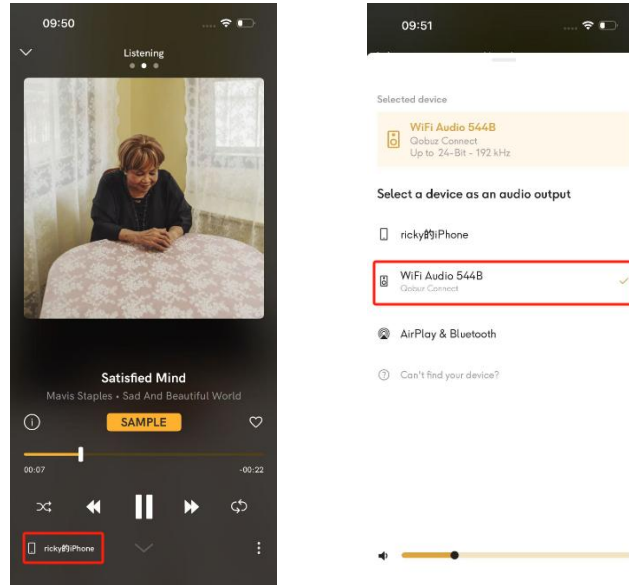 09:50
Listening
Satisfied Mind
Mavis Staples • Sad And Beautiful World
SAMPLE
00:07
-00:22
ricky的iPhone
09:51
Selected device
WiFi Audio 544B
Qobuz Connect
Up to 24-Bit - 192 kHz
Select a device as an audio output
ricky的iPhone
WiFi Audio 544B
Qobuz Connect
AirPlay & Bluetooth
Can't find your device?